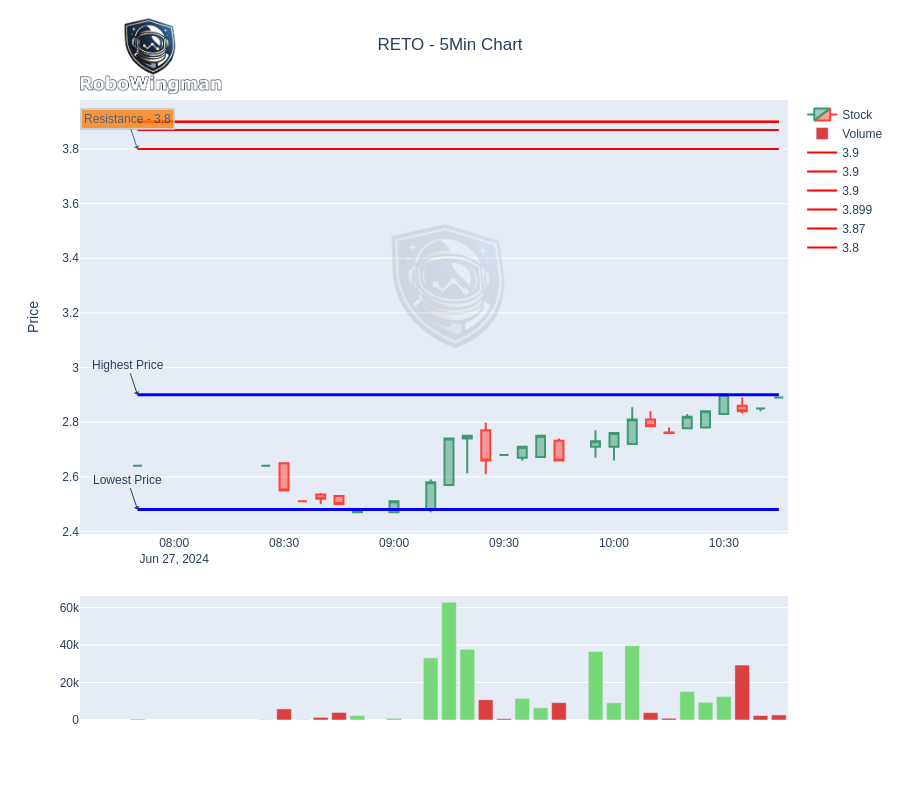 RETO - 5Min Chart
RoboWingman
Resistance - 3.8
Stock
Volume
3.9
3.9
3.9
3.899
3.87
3.8
3.8
3.6
3.4
3.2
3
2.8
2.6
2.4
Price
Highest Price
Lowest Price
08:00
08:30
09:00
09:30
10:00
10:30
Jun 27, 2024
60k
40k
20k
0